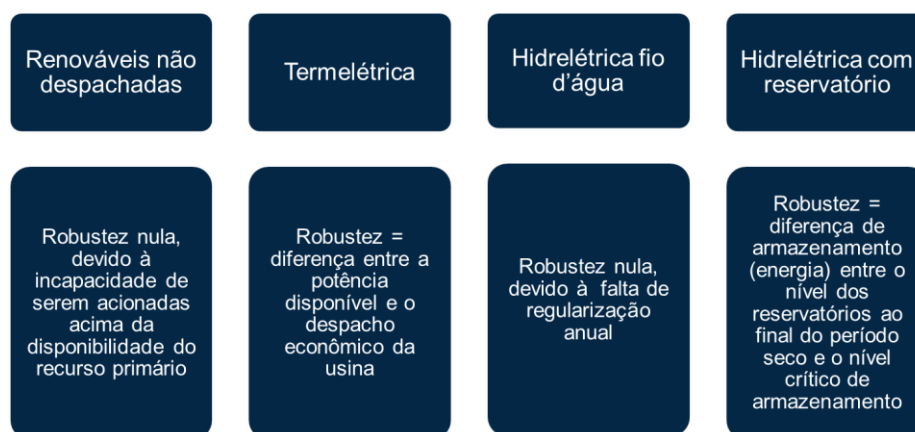 Renováveis não
despachadas
Termelétrica
Hidrelétrica fio
d'água
Hidrelétrica com
reservatório
Robustez nula,
devido à
incapacidade de
serem acionadas
acima da
disponibilidade do
recurso primário
Robustez =
diferença entre a
potência
disponível e o
despacho
econômico da
usina
Robustez nula,
devido à falta de
regularização
anual
Robustez =
diferença de
armazenamento
(energia) entre o
nível dos
reservatórios ao
final do período
seco e o nível
crítico de
armazenamento